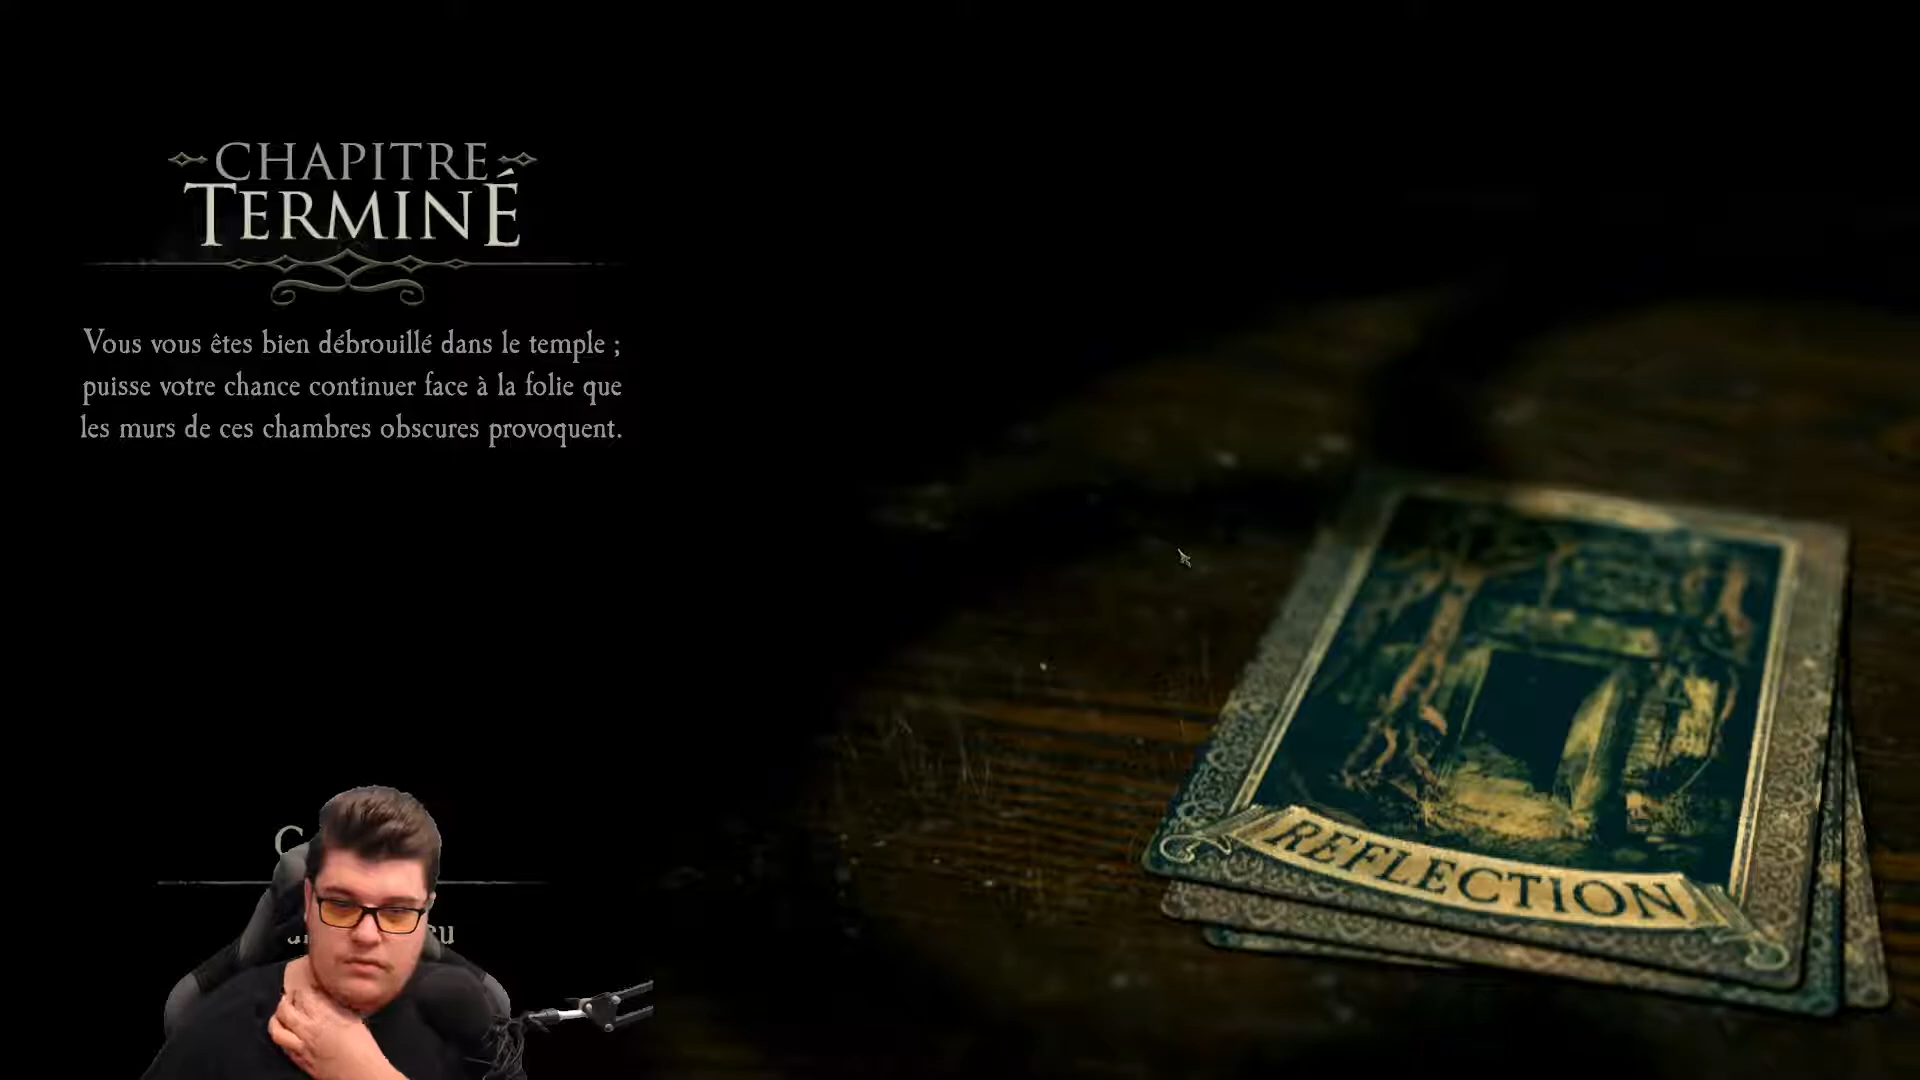 CHAPITRE
TERMINÉ
Vous vous êtes bien débrouillé dans le temple ;
puisse votre chance continuer face à la folie que
les murs de ces chambres obscures provoquent.
REFLECTION